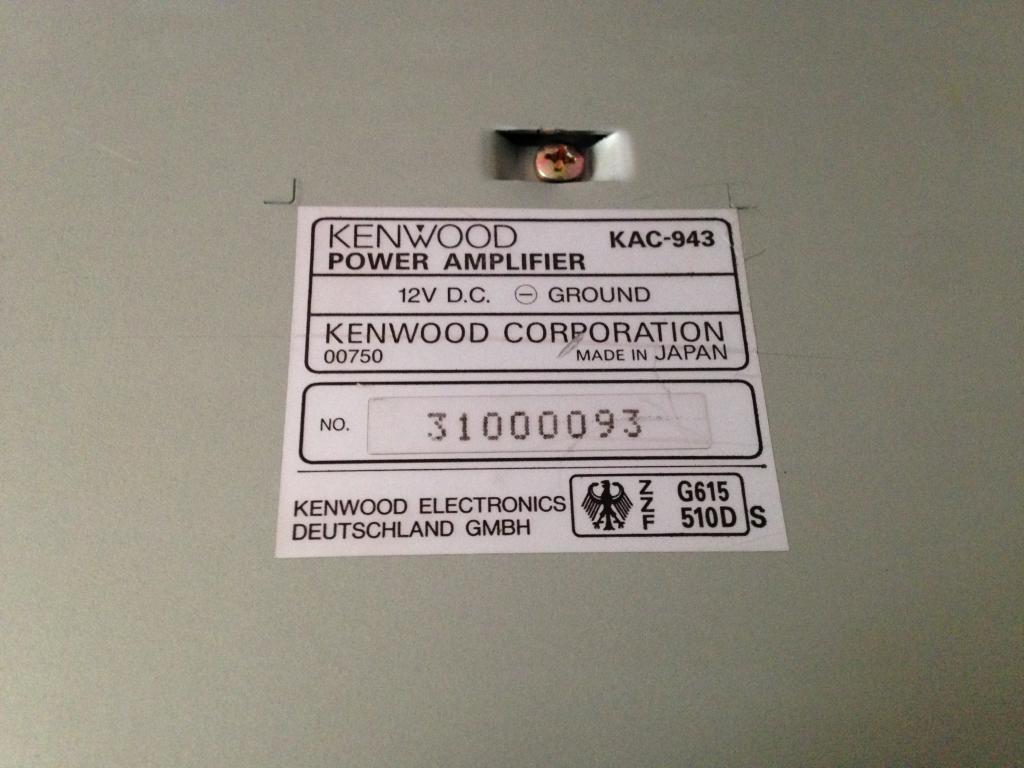 KENWOOD KAC-943
POWER AMPLIFIER
12V D.C. ⊖ GROUND
KENWOOD CORPORATION
00750 MADE IN JAPAN
NO. 31000093
KENWOOD ELECTRONICS
DEUTSCHLAND GMBH
ZZF G615
510D S